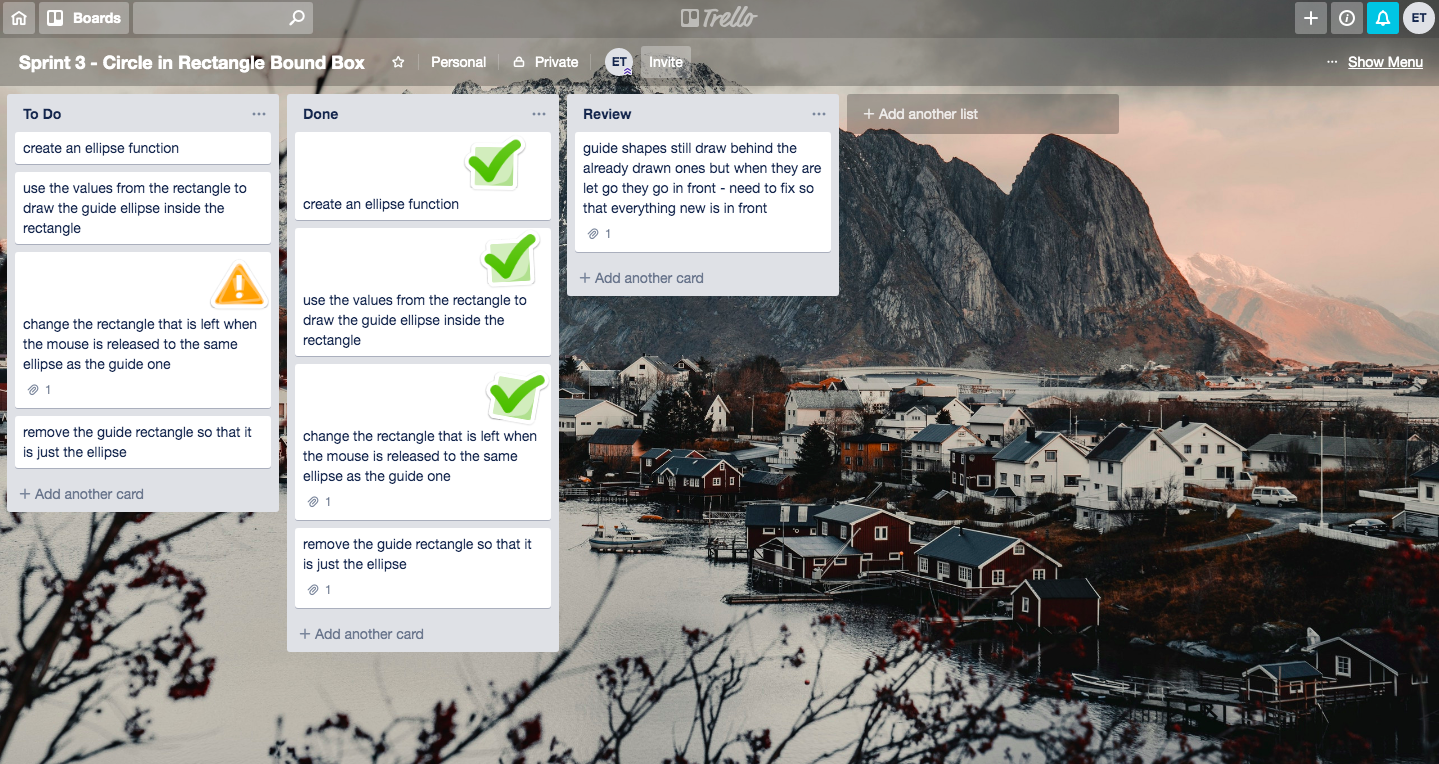 Boards
Trello
ET
Sprint 3 - Circle in Rectangle Bound Box
Personal
Private
ET
Invite
... Show Menu
To Do
create an ellipse function
use the values from the rectangle to
draw the guide ellipse inside the
rectangle
change the rectangle that is left when
the mouse is released to the same
ellipse as the guide one
1
remove the guide rectangle so that it
is just the ellipse
+ Add another card
Done
create an ellipse function
use the values from the rectangle to
draw the guide ellipse inside the
rectangle
change the rectangle that is left when
the mouse is released to the same
ellipse as the guide one
1
remove the guide rectangle so that it
is just the ellipse
1
+ Add another card
Review
guide shapes still draw behind the
already drawn ones but when they are
let go they go in front - need to fix so
that everything new is in front
1
+ Add another card
+ Add another list